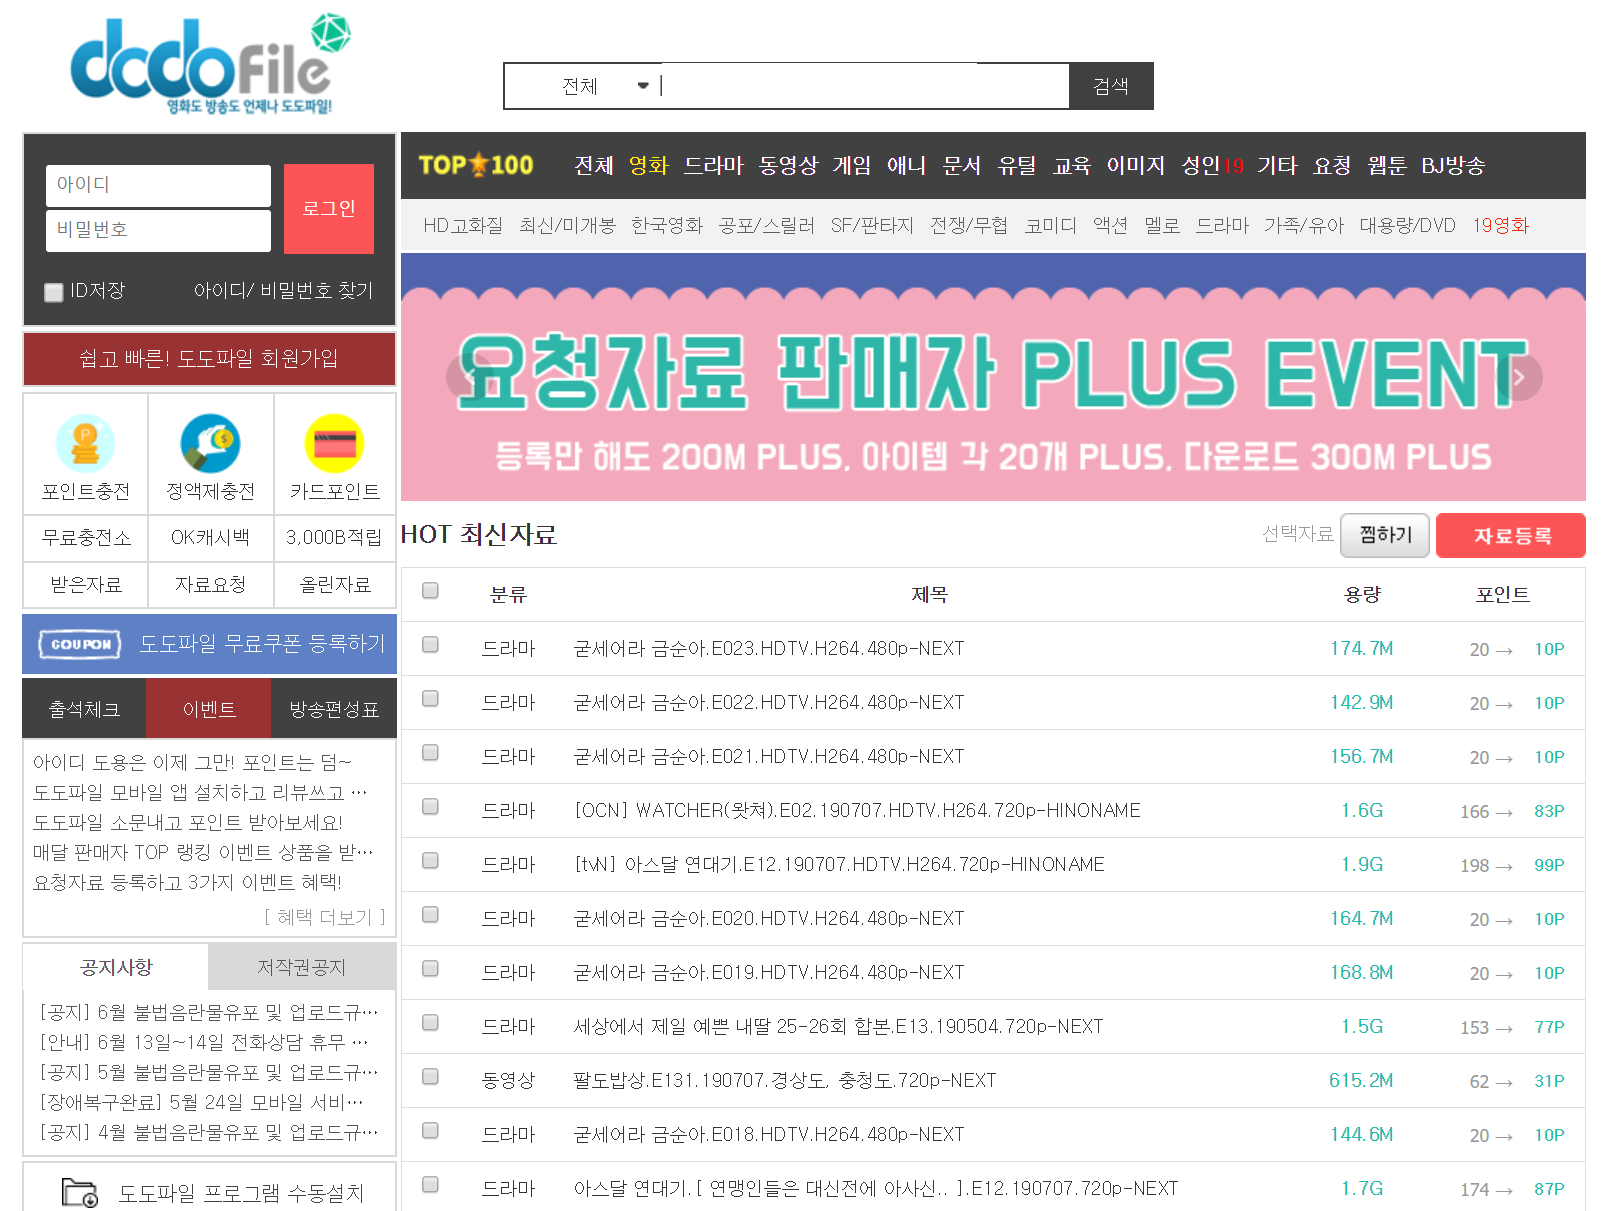 dodofile
영화도 방송도 언제나 도도파일!
전체 검색
아이디
비밀번호
로그인
ID저장 아이디/ 비밀번호 찾기
쉽고 빠른! 도도파일 회원가입
포인트충전 정액제충전 카드포인트
무료충전소 OK캐시백 3,000B적립
받은자료 자료요청 올린자료
COUPON 도도파일 무료쿠폰 등록하기
출석체크 이벤트 방송편성표
아이디 도용은 이제 그만! 포인트는 덤~
도도파일 모바일 앱 설치하고 리뷰쓰고 …
도도파일 소문내고 포인트 받아보세요!
매달 판매자 TOP 랭킹 이벤트 상품을 받…
요청자료 등록하고 3가지 이벤트 혜택!
[ 혜택 더보기 ]
공지사항 저작권공지
[공지] 6월 불법음란물유포 및 업로드규…
[안내] 6월 13일~14일 전화상담 휴무 …
[공지] 5월 불법음란물유포 및 업로드규…
[장애복구완료] 5월 24일 모바일 서비…
[공지] 4월 불법음란물유포 및 업로드규…
도도파일 프로그램 수동설치
TOP★100 전체 영화 드라마 동영상 게임 애니 문서 유틸 교육 이미지 성인19 기타 요청 웹툰 BJ방송
HD고화질 최신/미개봉 한국영화 공포/스릴러 SF/판타지 전쟁/무협 코미디 액션 멜로 드라마 가족/유아 대용량/DVD 19영화
요청자료 판매자 PLUS EVENT
등록만 해도 200M PLUS, 아이템 각 20개 PLUS, 다운로드 300M PLUS
HOT 최신자료 선택자료 찜하기 자료등록
분류 제목 용량 포인트
드라마 굳세어라 금순아.E023.HDTV.H264.480p-NEXT 174.7M 20 → 10P
드라마 굳세어라 금순아.E022.HDTV.H264.480p-NEXT 142.9M 20 → 10P
드라마 굳세어라 금순아.E021.HDTV.H264.480p-NEXT 156.7M 20 → 10P
드라마 [OCN] WATCHER(왓쳐).E02.190707.HDTV.H264.720p-HINONAME 1.6G 166 → 83P
드라마 [tvN] 아스달 연대기.E12.190707.HDTV.H264.720p-HINONAME 1.9G 198 → 99P
드라마 굳세어라 금순아.E020.HDTV.H264.480p-NEXT 164.7M 20 → 10P
드라마 굳세어라 금순아.E019.HDTV.H264.480p-NEXT 168.8M 20 → 10P
드라마 세상에서 제일 예쁜 내딸 25-26회 합본.E13.190504.720p-NEXT 1.5G 153 → 77P
동영상 팔도밥상.E131.190707.경상도, 충청도.720p-NEXT 615.2M 62 → 31P
드라마 굳세어라 금순아.E018.HDTV.H264.480p-NEXT 144.6M 20 → 10P
드라마 아스달 연대기.[ 연맹인들은 대신전에 아사신.. ].E12.190707.720p-NEXT 1.7G 174 → 87P